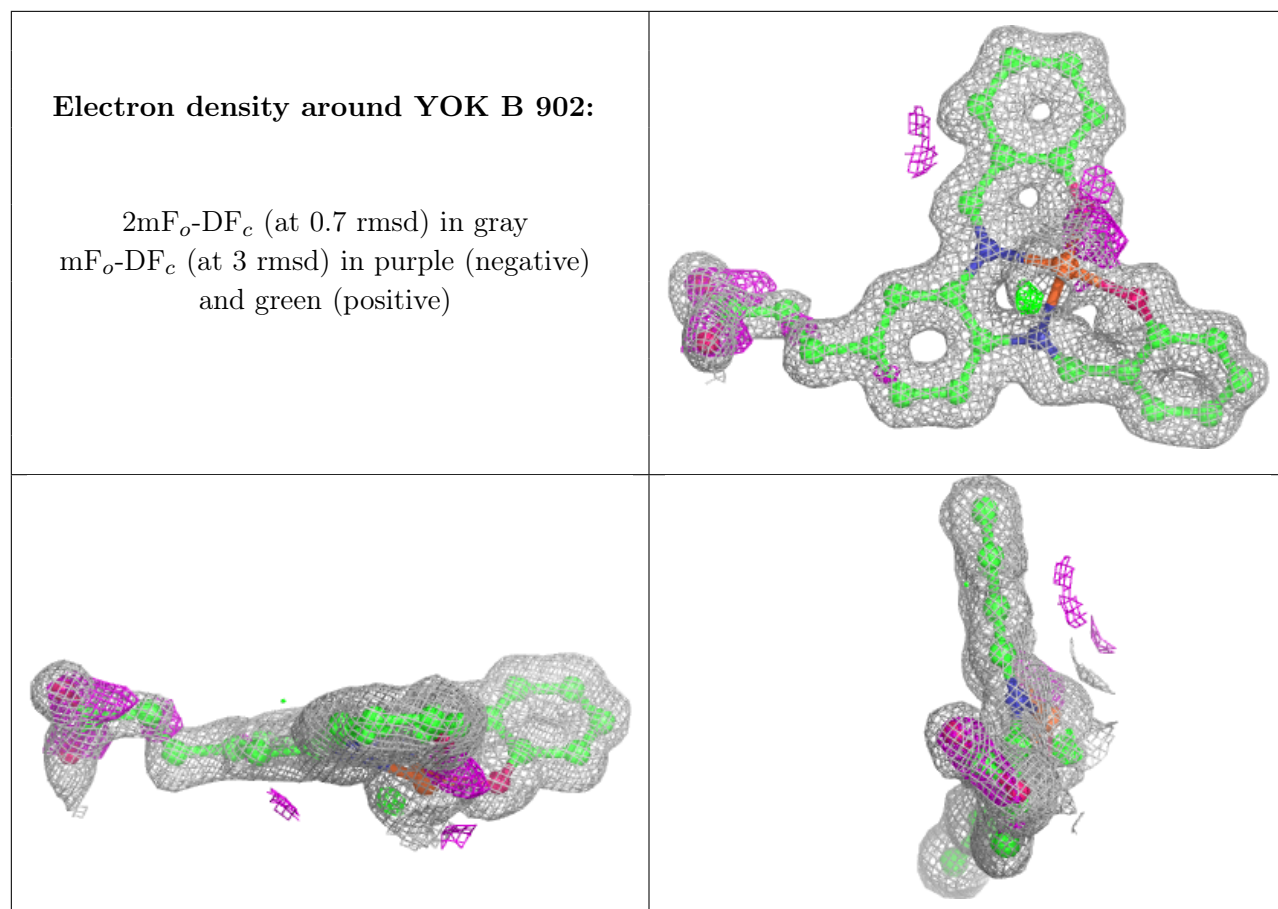 Electron density around YOK B 902:
2mFo-DFc (at 0.7 rmsd) in gray
mFo-DFc (at 3 rmsd) in purple (negative)
and green (positive)